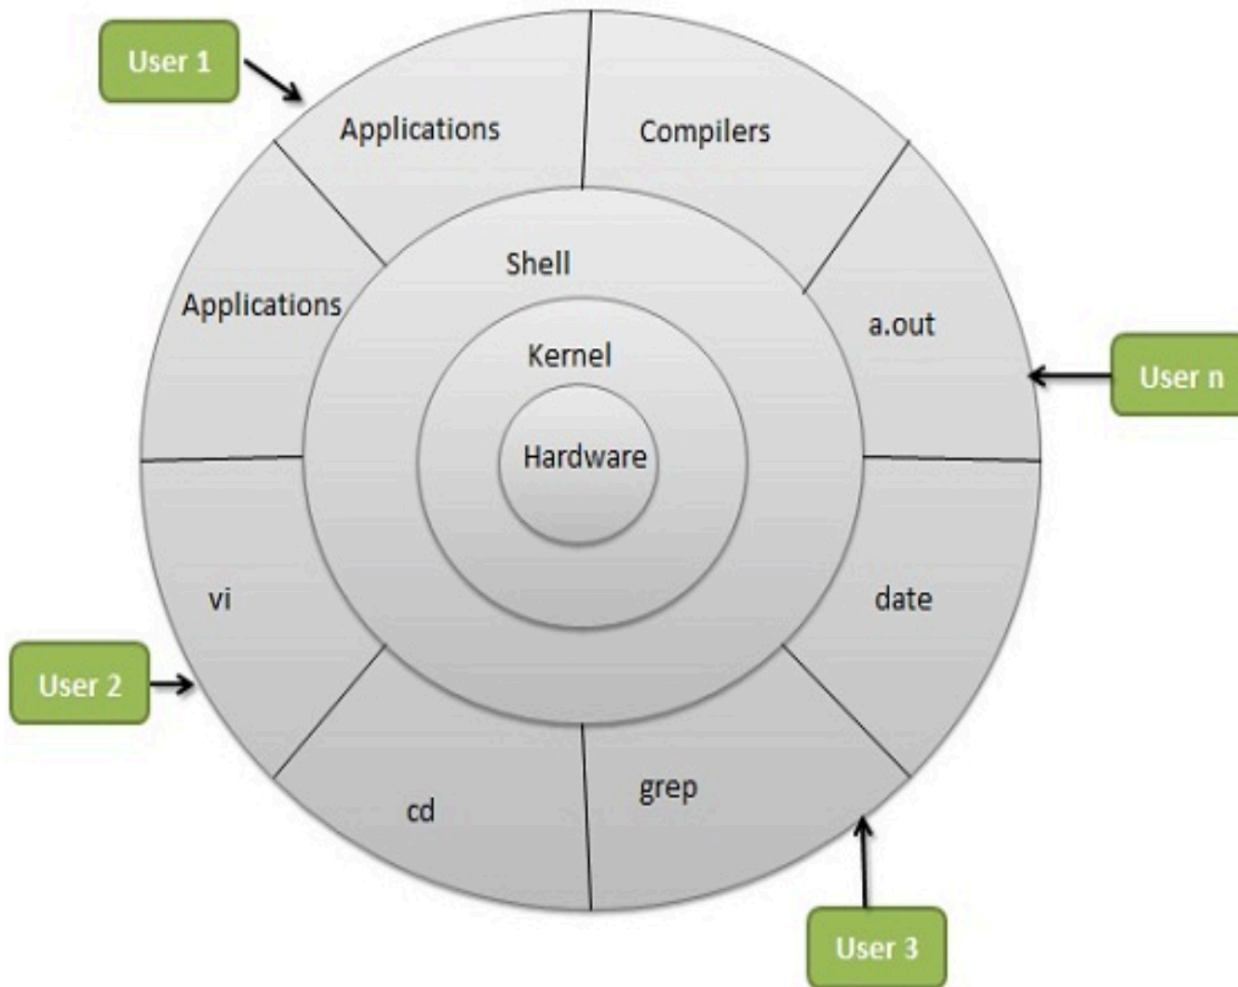 User 1
Applications
Compilers
Shell
Applications
a.out
Kernel
User n
Hardware
vi
date
User 2
grep
cd
User 3